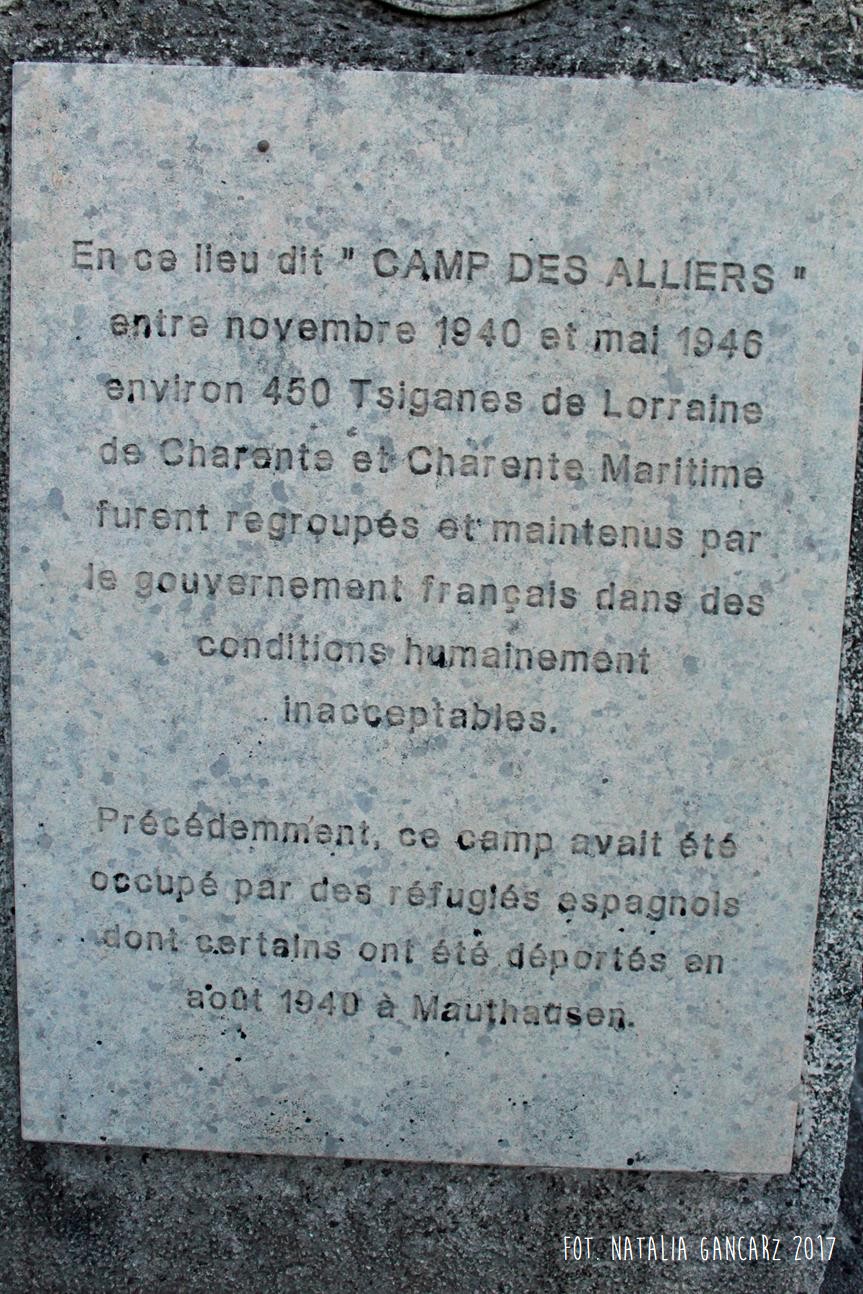 En ce lieu dit " CAMP DES ALLIERS "
entre novembre 1940 et mai 1946
environ 450 Tsiganes de Lorraine
de Charente et Charente Maritime
furent regroupés et maintenus par
le gouvernement français dans des
conditions humainement
inacceptables.
Précédemment, ce camp avait été
occupé par des réfugiés espagnols
dont certains ont été déportés en
août 1940 à Mauthausen.
FOT. NATALIA GANCARZ 2017